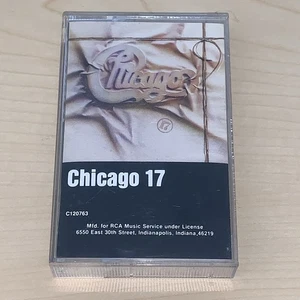 Chicago
17
Chicago 17
C120763
Mfd. for RCA Music Service under License
6550 East 30th Street, Indianapolis, Indiana, 46219